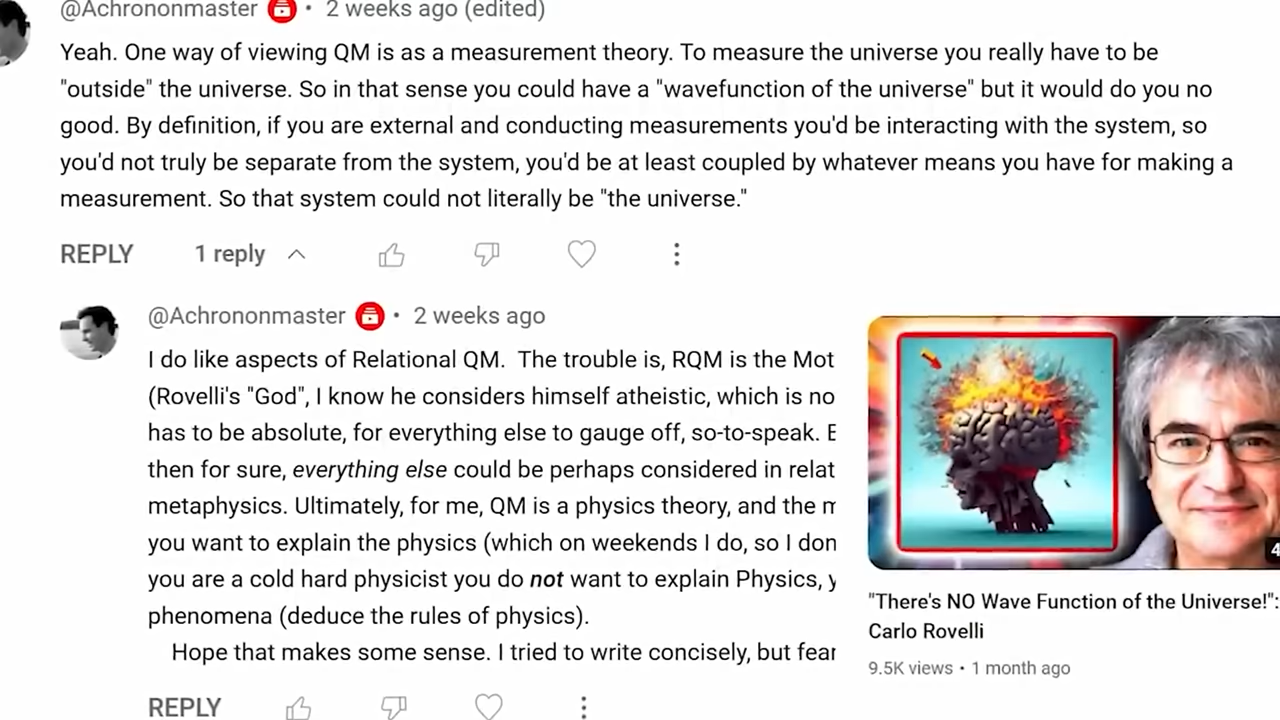 @Achrononmaster • 2 weeks ago (edited)
Yeah. One way of viewing QM is as a measurement theory. To measure the universe you really have to be
"outside" the universe. So in that sense you could have a "wavefunction of the universe" but it would do you no
good. By definition, if you are external and conducting measurements you'd be interacting with the system, so
you'd not truly be separate from the system, you'd be at least coupled by whatever means you have for making a
measurement. So that system could not literally be "the universe."
REPLY 1 reply
@Achrononmaster • 2 weeks ago
I do like aspects of Relational QM. The trouble is, RQM is the Mot
(Rovelli's "God", I know he considers himself atheistic, which is no
has to be absolute, for everything else to gauge off, so-to-speak. E
then for sure, everything else could be perhaps considered in relat
metaphysics. Ultimately, for me, QM is a physics theory, and the m
you want to explain the physics (which on weekends I do, so I don
you are a cold hard physicist you do not want to explain Physics, y
phenomena (deduce the rules of physics).
Hope that makes some sense. I tried to write concisely, but fear
REPLY
4
"There's NO Wave Function of the Universe!":
Carlo Rovelli
9.5K views • 1 month ago